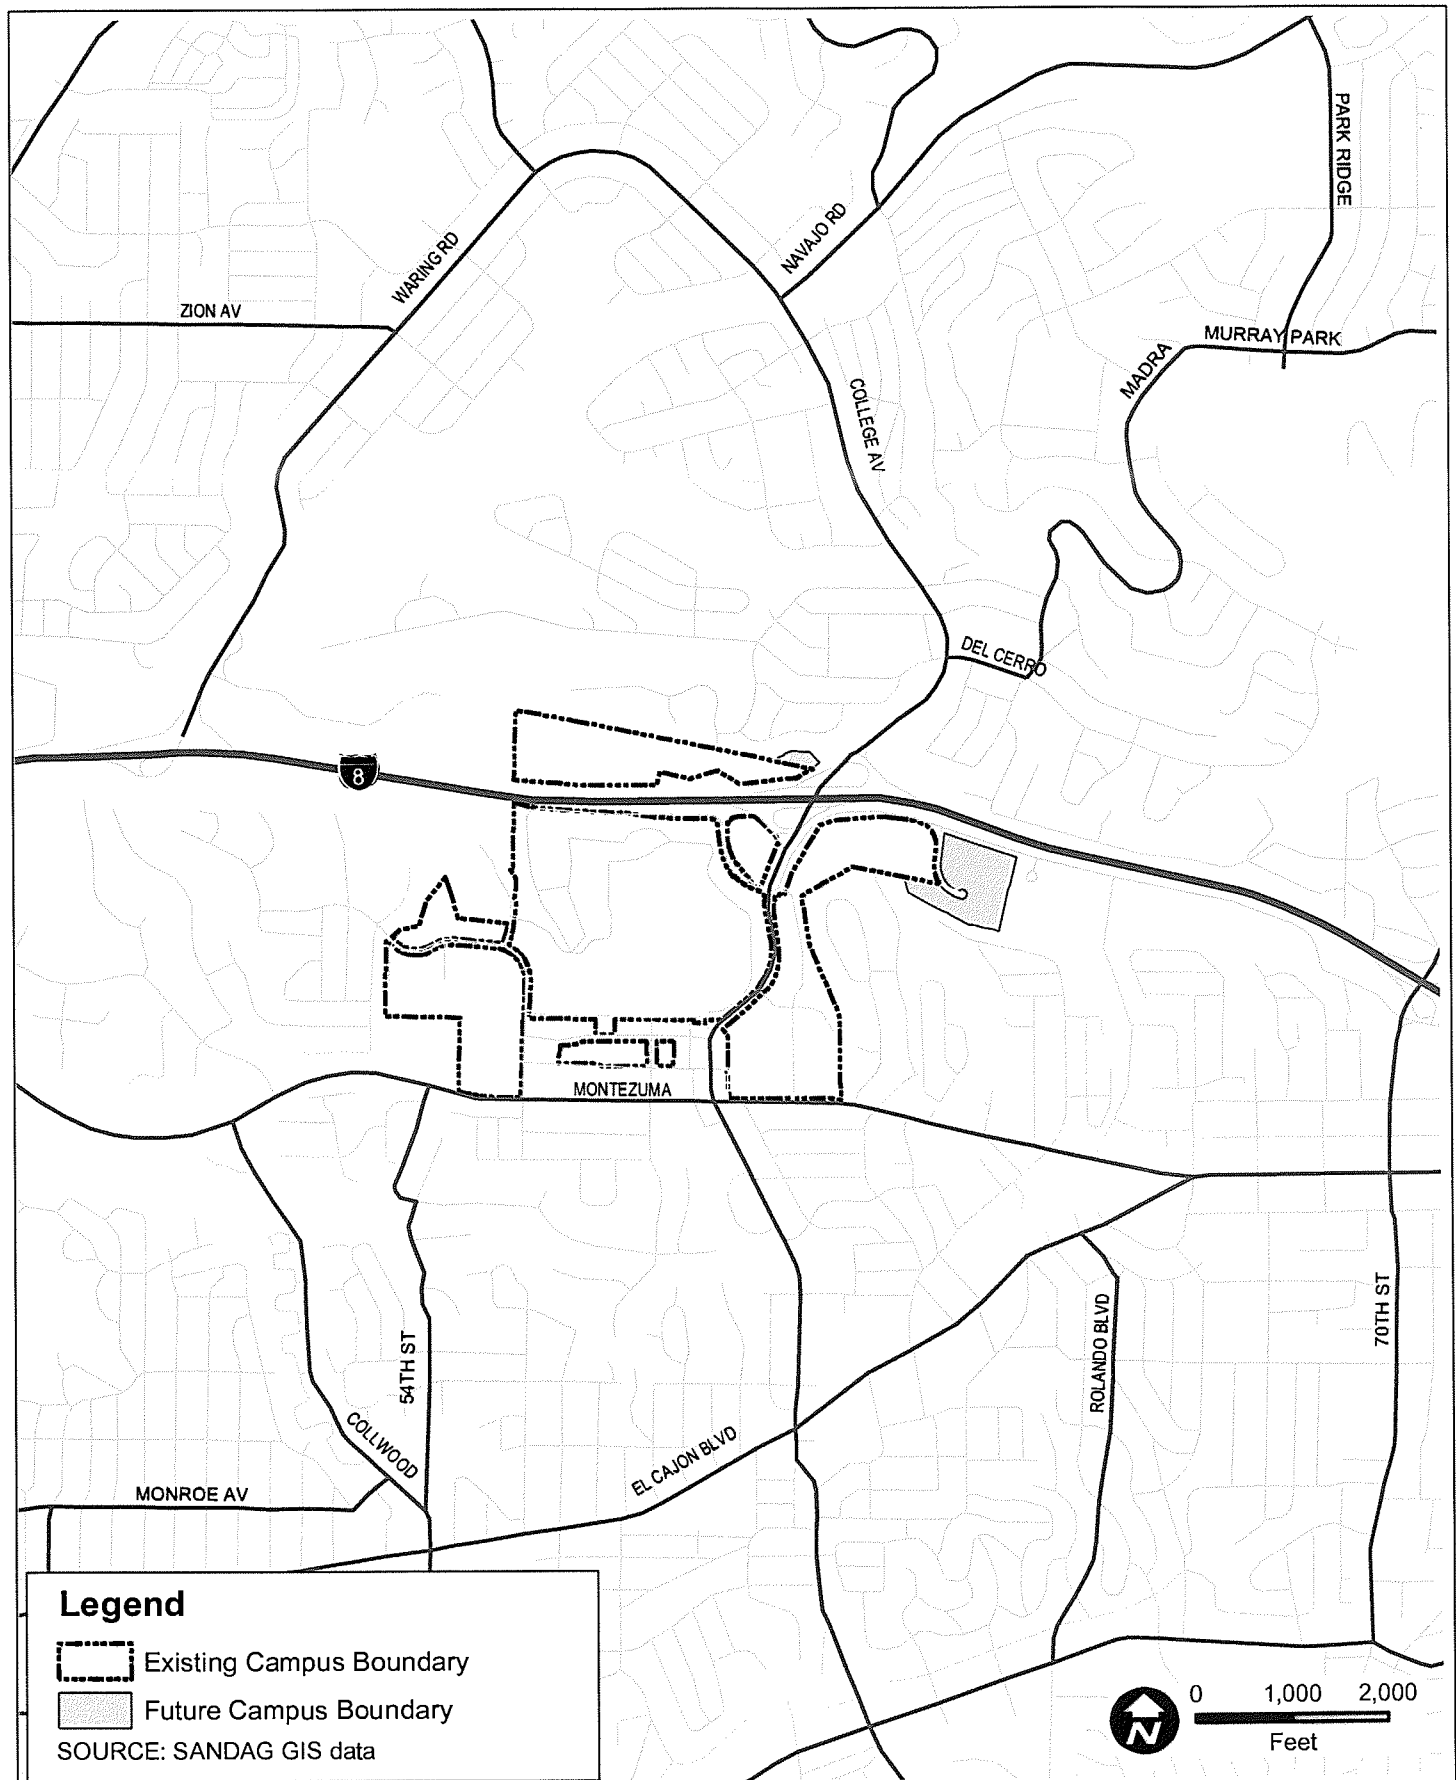 PARK RIDGE
NAVAJO RD
WARING RD
ZION AV
MURRAY PARK
MADRA
COLLEGE AV
DEL CERRO
8
MONTEZUMA
70TH ST
ROLANDO BLVD
54TH ST
COLLWOOD
EL CAJON BLVD
MONROE AV
Legend
Existing Campus Boundary
Future Campus Boundary
SOURCE: SANDAG GIS data
N
0 1,000 2,000
Feet